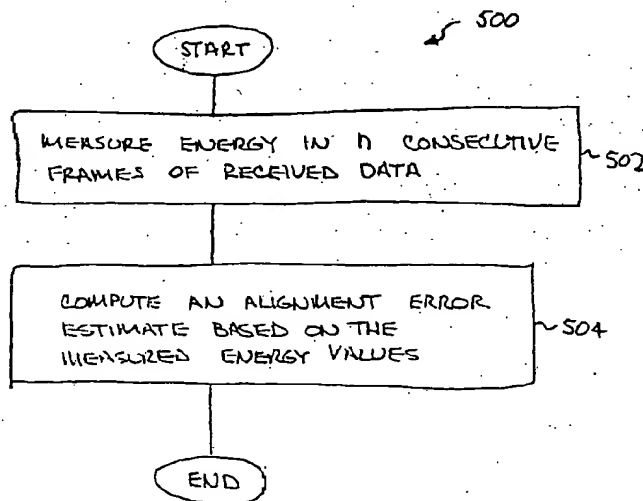 500
START
MEASURE ENERGY IN n CONSECUTIVE
FRAMES OF RECEIVED DATA
502
COMPUTE AN ALIGNMENT ERROR
ESTIMATE BASED ON THE
MEASURED ENERGY VALUES
504
END